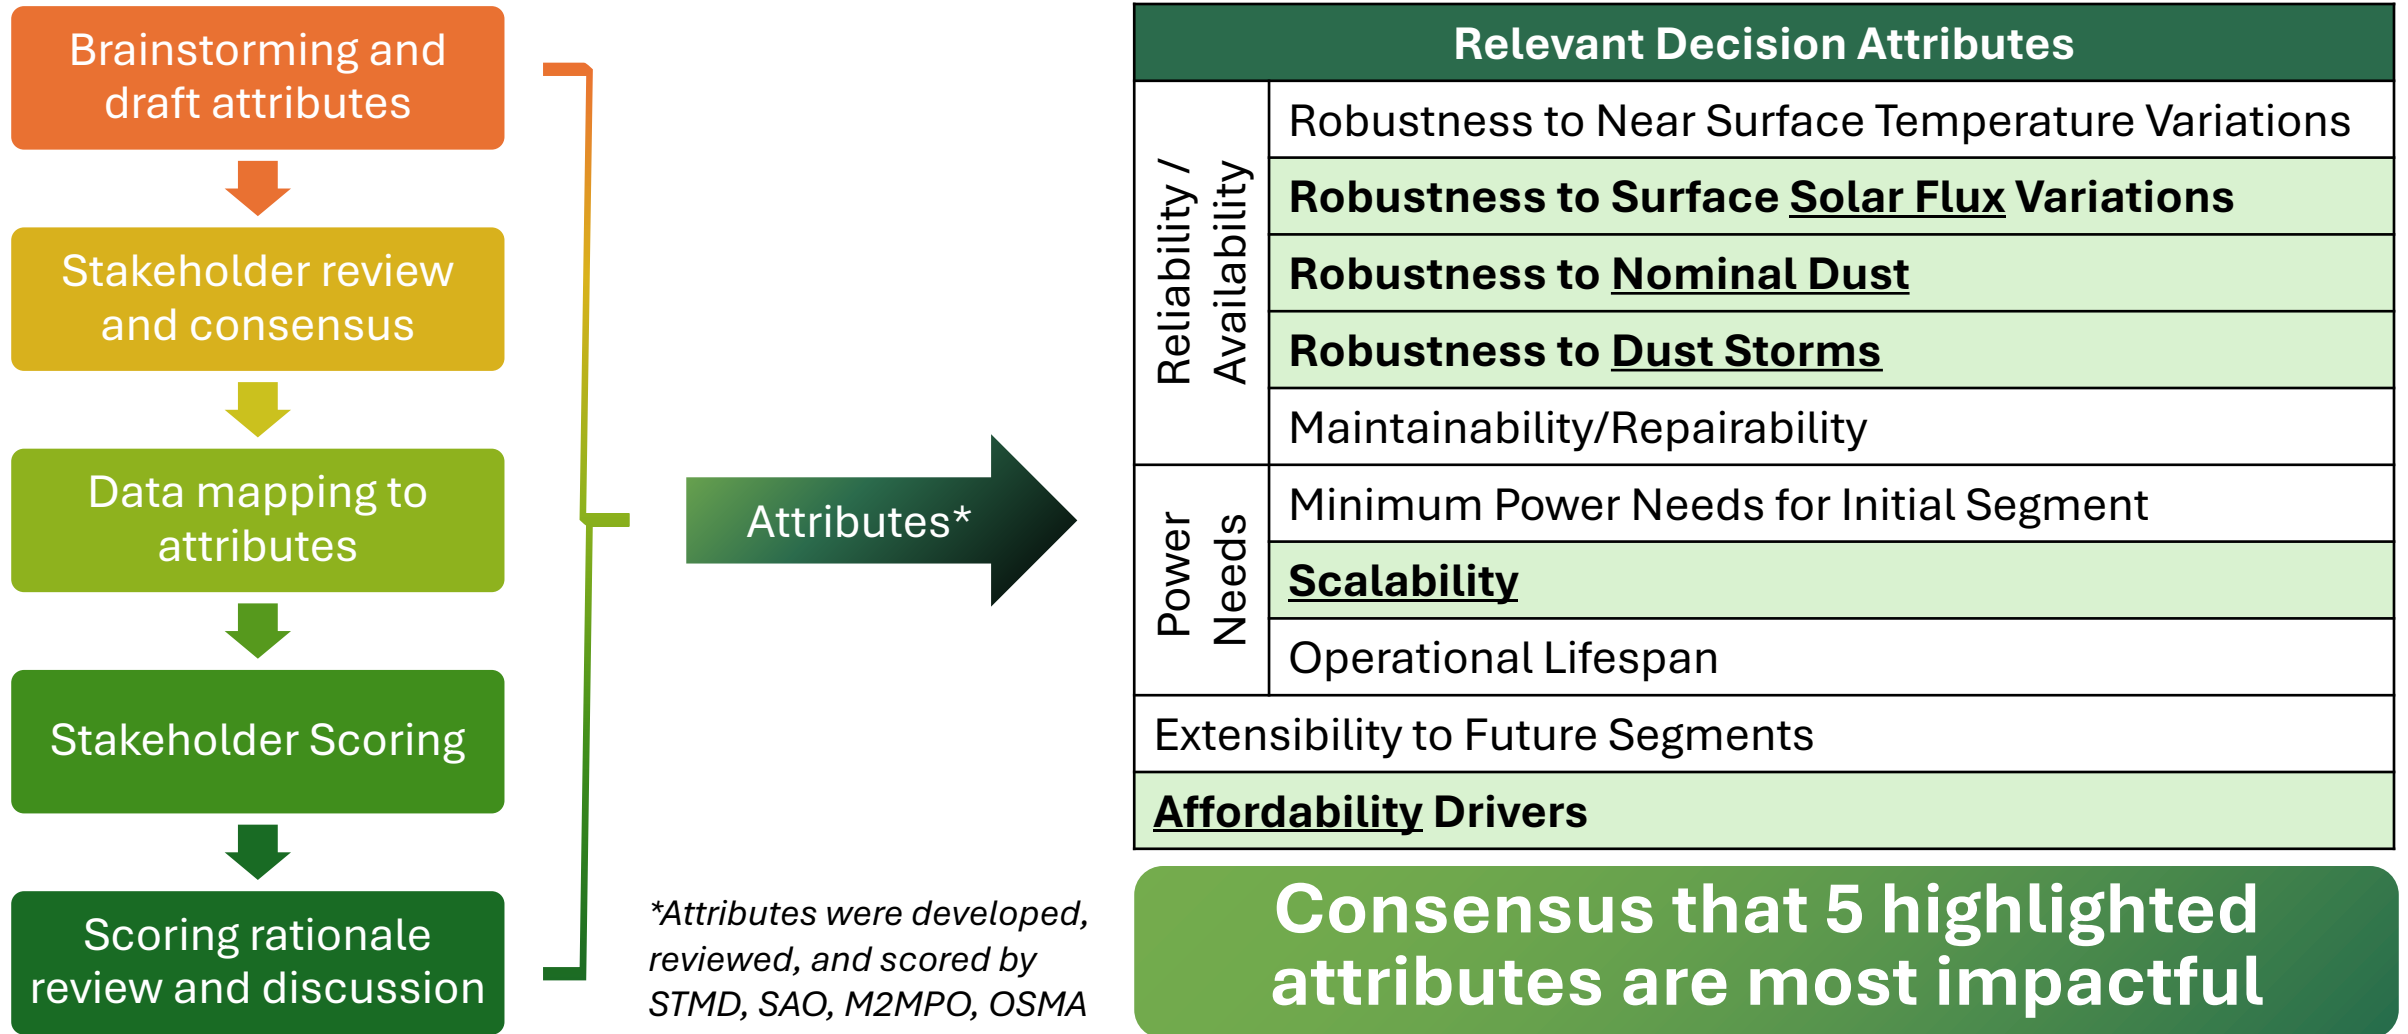 Brainstorming and
draft attributes
Stakeholder review
and consensus
Data mapping to
attributes
Stakeholder Scoring
Scoring rationale
review and discussion
Attributes*
*Attributes were developed,
reviewed, and scored by
STMD, SAO, M2MPO, OSMA
Relevant Decision Attributes
Reliability /
Availability
Robustness to Near Surface Temperature Variations
Robustness to Surface Solar Flux Variations
Robustness to Nominal Dust
Robustness to Dust Storms
Maintainability/Repairability
Power
Needs
Minimum Power Needs for Initial Segment
Scalability
Operational Lifespan
Extensibility to Future Segments
Affordability Drivers
Consensus that 5 highlighted
attributes are most impactful